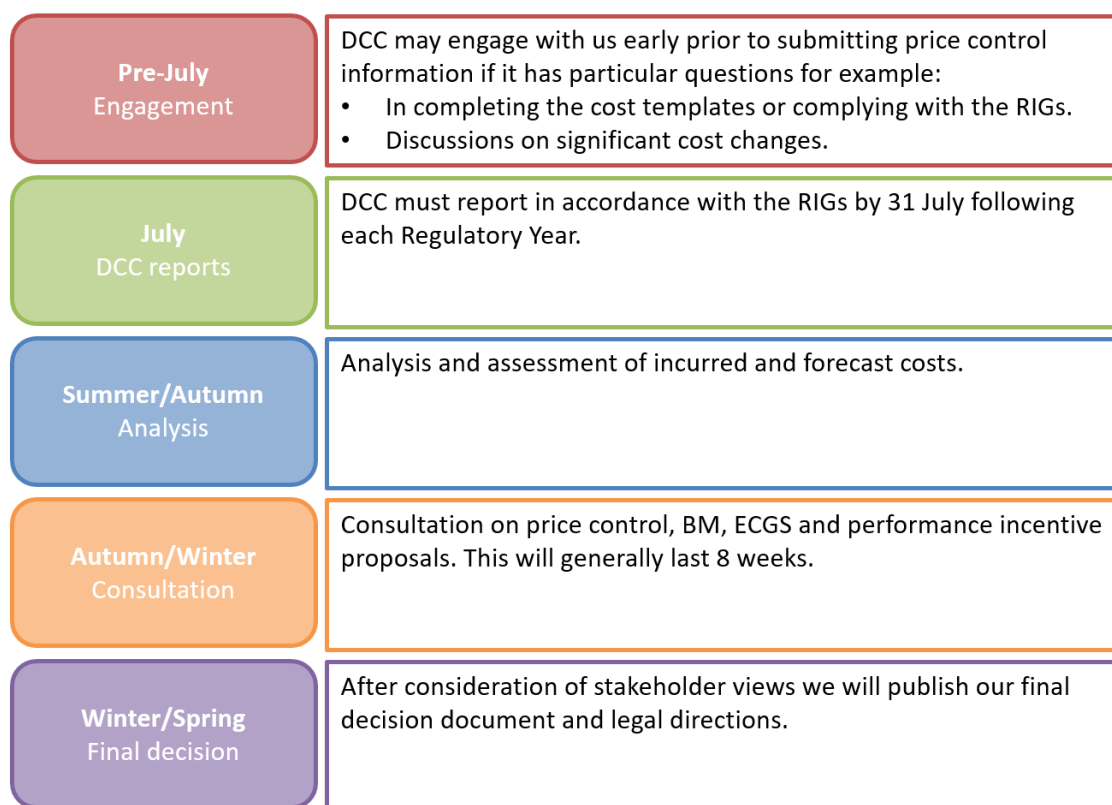 Pre-July
Engagement
DCC may engage with us early prior to submitting price control
information if it has particular questions for example:
• In completing the cost templates or complying with the RIGs.
• Discussions on significant cost changes.
July
DCC reports
DCC must report in accordance with the RIGs by 31 July following
each Regulatory Year.
Summer/Autumn
Analysis
Analysis and assessment of incurred and forecast costs.
Autumn/Winter
Consultation
Consultation on price control, BM, ECGS and performance incentive
proposals. This will generally last 8 weeks.
Winter/Spring
Final decision
After consideration of stakeholder views we will publish our final
decision document and legal directions.